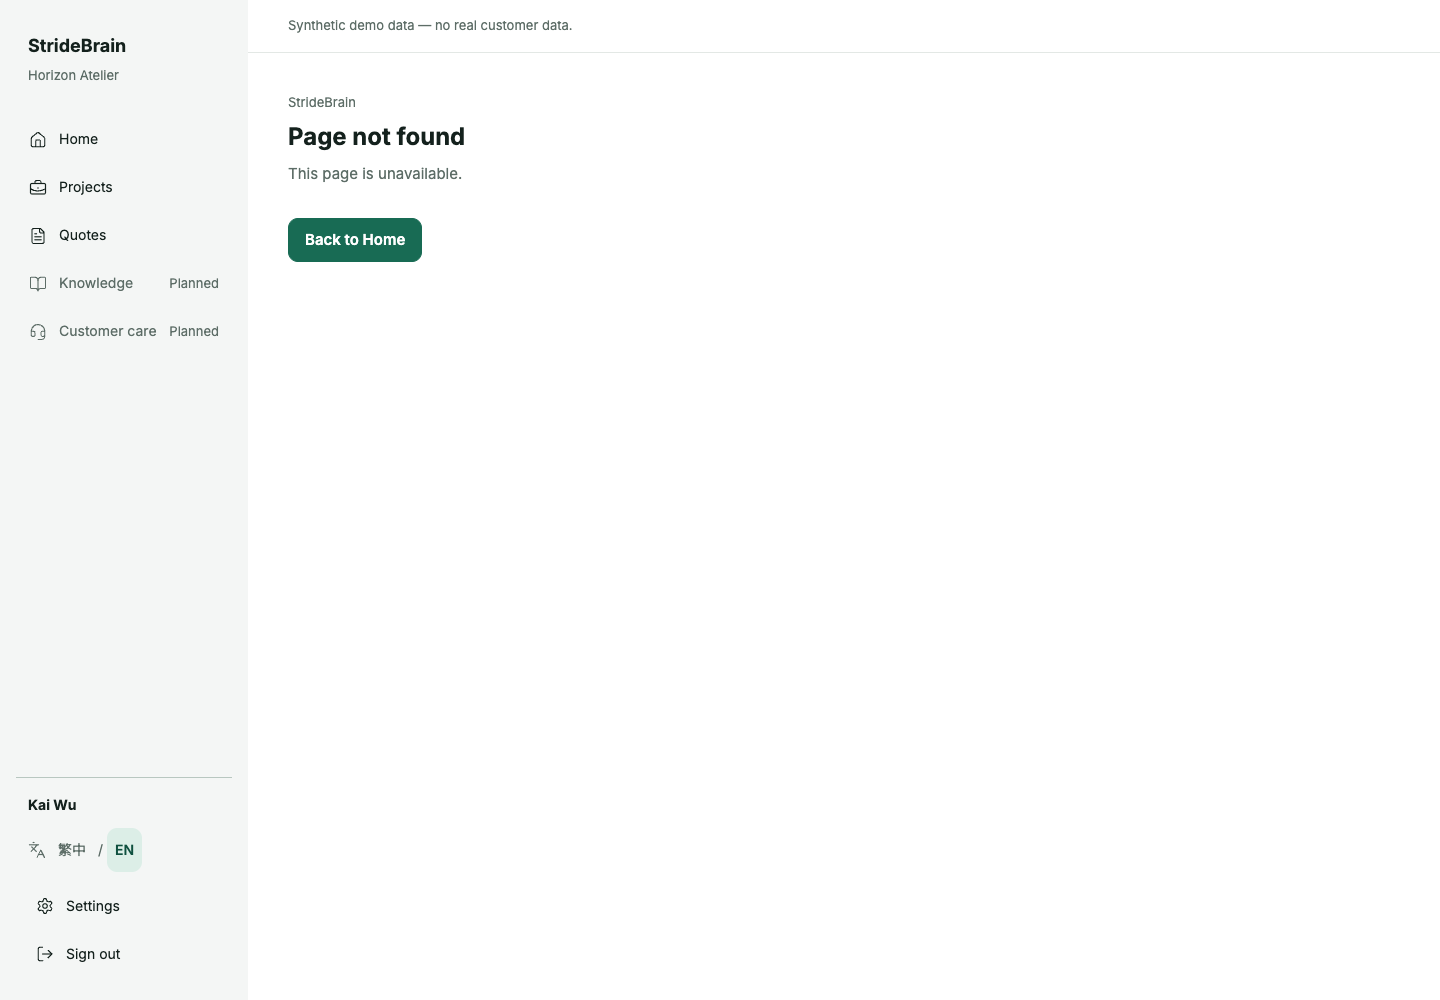 StrideBrain
Horizon Atelier
Home
Projects
Quotes
Knowledge Planned
Customer care Planned
Kai Wu
繁中 / EN
Settings
Sign out
Synthetic demo data — no real customer data.
StrideBrain
Page not found
This page is unavailable.
Back to Home